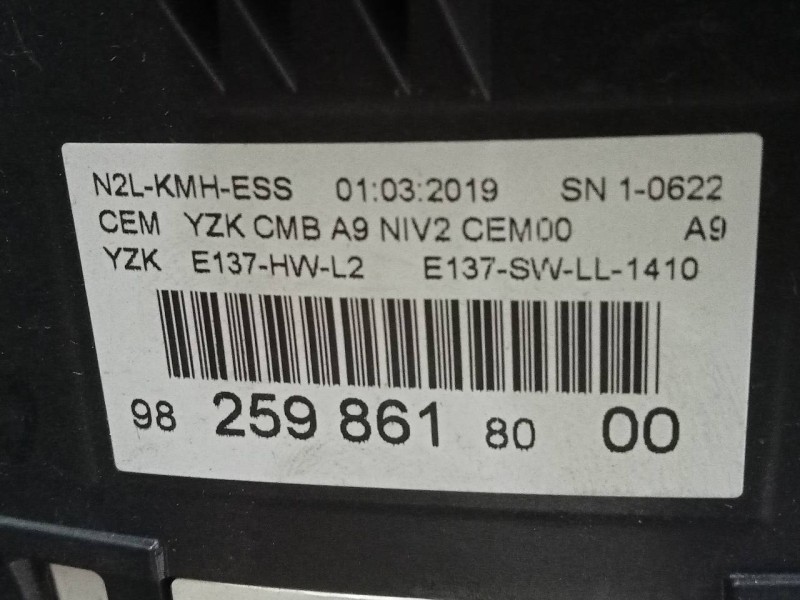 N2L-KMH-ESS 01:03:2019 SN 1-0622
CEM YZK CMB A9 NIV2 CEM00 A9
YZK E137-HW-L2 E137-SW-LL-1410
98 259 861 80 00